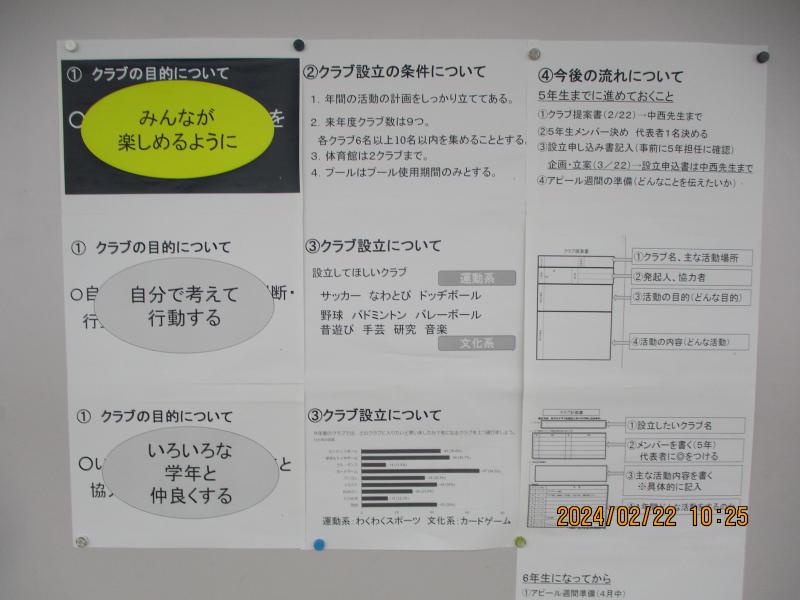 ① クラブの目的について
みんなが
楽しめるように
を
① クラブの目的について
○自 断・
行
自分で考えて
行動する
① クラブの目的について
○い と
協
いろいろな
学年と
仲良くする
②クラブ設立の条件について
1. 年間の活動の計画をしっかり立ててある。
2. 来年度クラブ数は9つ。
各クラブ6名以上10名以内を集めることとする。
3. 体育館は2クラブまで。
4. プールはプール使用期間のみとする。
③クラブ設立について
設立してほしいクラブ
運動系
サッカー なわとび ドッヂボール
野球 バドミントン バレーボール
昔遊び 手芸 研究 音楽
文化系
③クラブ設立について
運動系:わくわくスポーツ 文化系:カードゲーム
④今後の流れについて
5年生までに進めておくこと
①クラブ提案書(2/22)→中西先生まで
②5年生メンバー決め 代表者1名決める
③設立申し込み書記入(事前に5年担任に確認)
企画・立案(3/22)→設立申込書は中西先生まで
④アピール週間の準備(どんなことを伝えたいか)
クラブ提案書
①クラブ名、主な活動場所
②発起人、協力者
③活動の目的(どんな目的)
④活動の内容(どんな活動)
クラブ計画書
①設立したいクラブ名
②メンバーを書く(5年)
代表者に◎をつける
③主な活動内容を書く
※具体的に記入
2024/02/22 10:25
6年生になってから
①アピール週間準備(4月中)